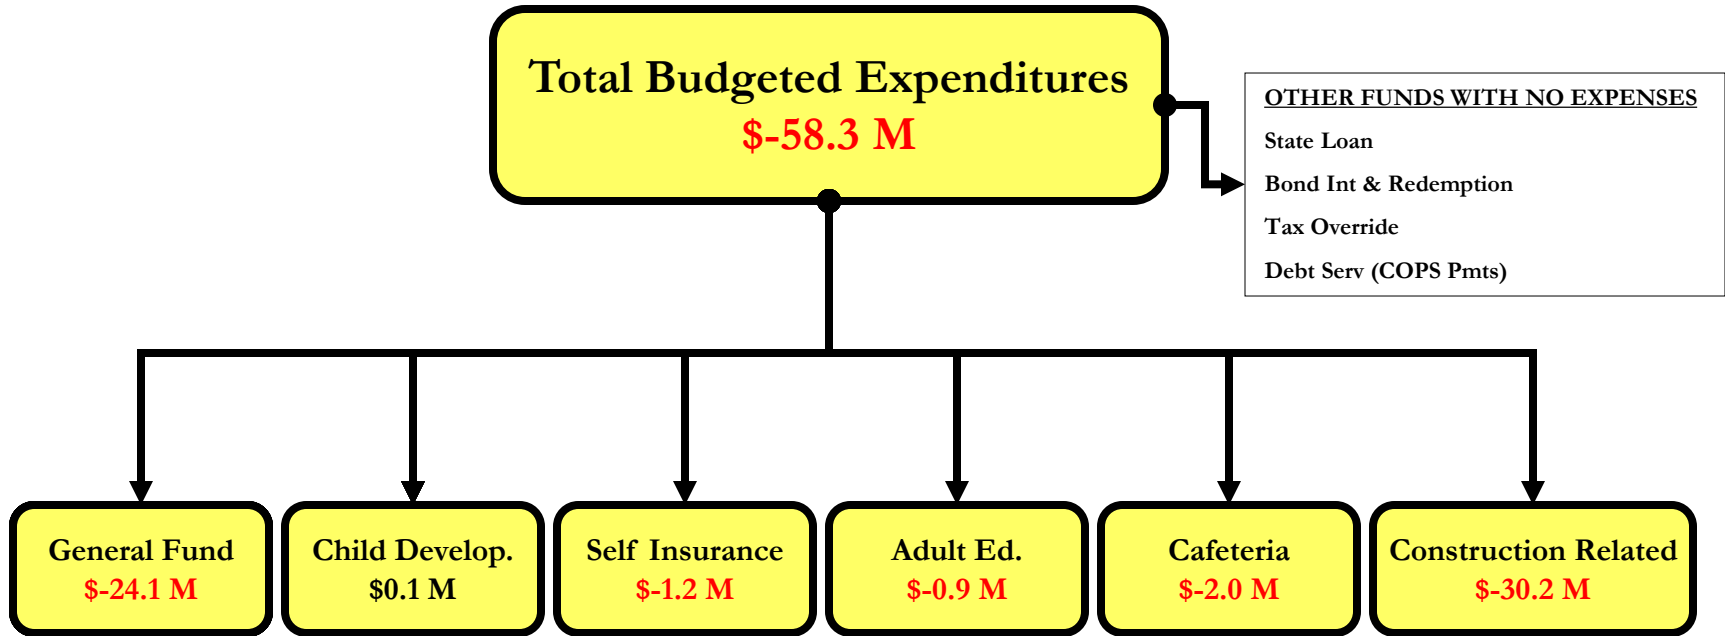 Total Budgeted Expenditures
$-58.3 M
OTHER FUNDS WITH NO EXPENSES
State Loan
Bond Int & Redemption
Tax Override
Debt Serv (COPS Pmts)
General Fund
$-24.1 M
Child Develop.
$0.1 M
Self Insurance
$-1.2 M
Adult Ed.
$-0.9 M
Cafeteria
$-2.0 M
Construction Related
$-30.2 M